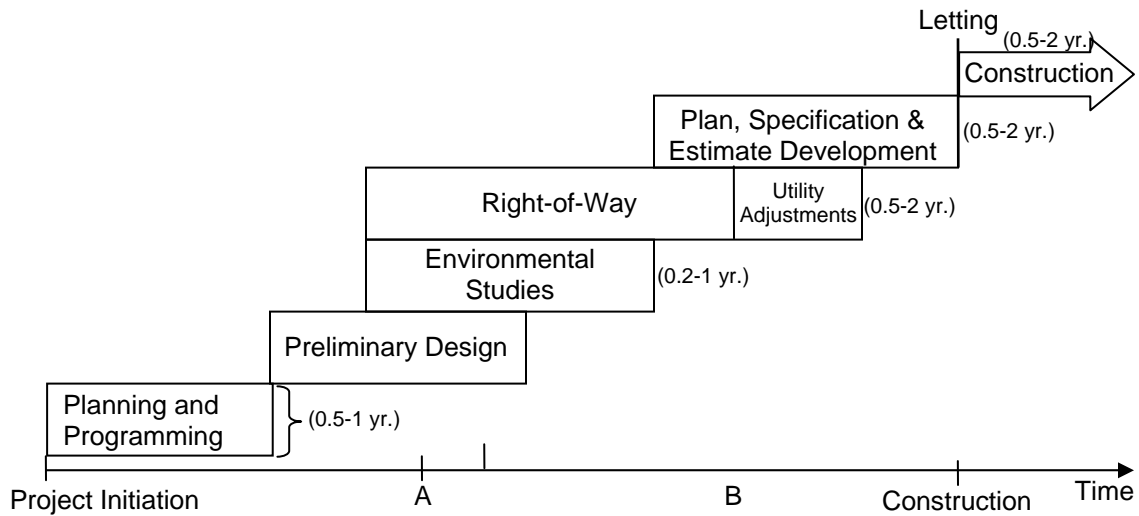 Letting
(0.5-2 yr.)
Construction
Plan, Specification &
Estimate Development
(0.5-2 yr.)
Right-of-Way
Utility
Adjustments
(0.5-2 yr.)
Environmental
Studies
(0.2-1 yr.)
Preliminary Design
Planning and
Programming
(0.5-1 yr.)
Project Initiation
A
B
Construction
Time